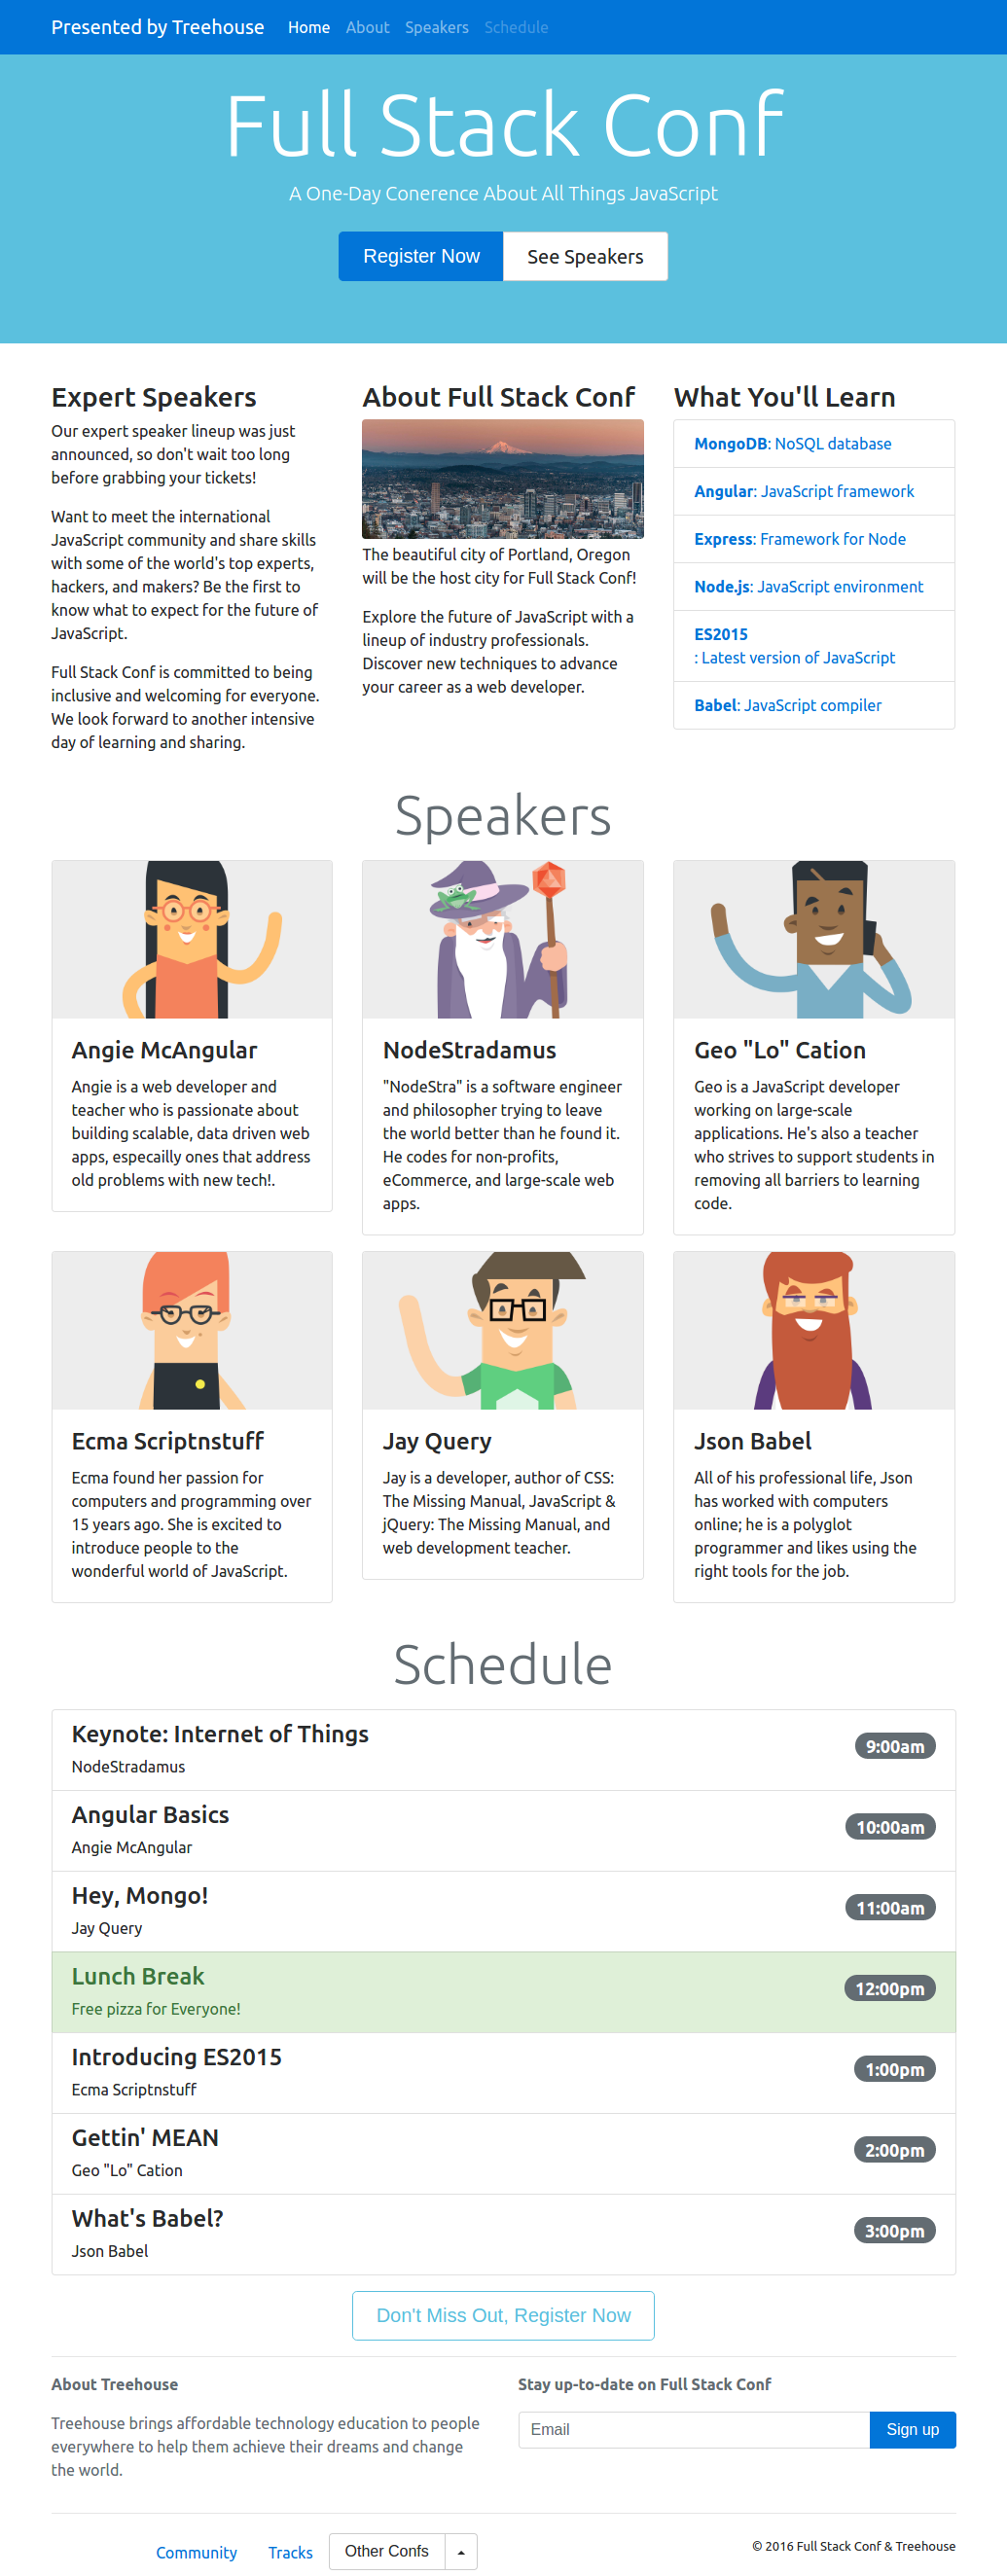 Presented by Treehouse Home About Speakers Schedule
Full Stack Conf
A One-Day Conerence About All Things JavaScript
Register Now See Speakers
Expert Speakers
Our expert speaker lineup was just
announced, so don't wait too long
before grabbing your tickets!
Want to meet the international
JavaScript community and share skills
with some of the world's top experts,
hackers, and makers? Be the first to
know what to expect for the future of
JavaScript.
Full Stack Conf is committed to being
inclusive and welcoming for everyone.
We look forward to another intensive
day of learning and sharing.
About Full Stack Conf
The beautiful city of Portland, Oregon
will be the host city for Full Stack Conf!
Explore the future of JavaScript with a
lineup of industry professionals.
Discover new techniques to advance
your career as a web developer.
What You'll Learn
MongoDB: NoSQL database
Angular: JavaScript framework
Express: Framework for Node
Node.js: JavaScript environment
ES2015
: Latest version of JavaScript
Babel: JavaScript compiler
Speakers
Angie McAngular
Angie is a web developer and
teacher who is passionate about
building scalable, data driven web
apps, especailly ones that address
old problems with new tech!.
NodeStradamus
"NodeStra" is a software engineer
and philosopher trying to leave
the world better than he found it.
He codes for non-profits,
eCommerce, and large-scale web
apps.
Geo "Lo" Cation
Geo is a JavaScript developer
working on large-scale
applications. He's also a teacher
who strives to support students in
removing all barriers to learning
code.
Ecma Scriptnstuff
Ecma found her passion for
computers and programming over
15 years ago. She is excited to
introduce people to the
wonderful world of JavaScript.
Jay Query
Jay is a developer, author of CSS:
The Missing Manual, JavaScript &
jQuery: The Missing Manual, and
web development teacher.
Json Babel
All of his professional life, Json
has worked with computers
online; he is a polyglot
programmer and likes using the
right tools for the job.
Schedule
Keynote: Internet of Things
NodeStradamus
9:00am
Angular Basics
Angie McAngular
10:00am
Hey, Mongo!
Jay Query
11:00am
Lunch Break
Free pizza for Everyone!
12:00pm
Introducing ES2015
Ecma Scriptnstuff
1:00pm
Gettin' MEAN
Geo "Lo" Cation
2:00pm
What's Babel?
Json Babel
3:00pm
Don't Miss Out, Register Now
About Treehouse
Treehouse brings affordable technology education to people
everywhere to help them achieve their dreams and change
the world.
Stay up-to-date on Full Stack Conf
Email Sign up
Community Tracks Other Confs
© 2016 Full Stack Conf & Treehouse